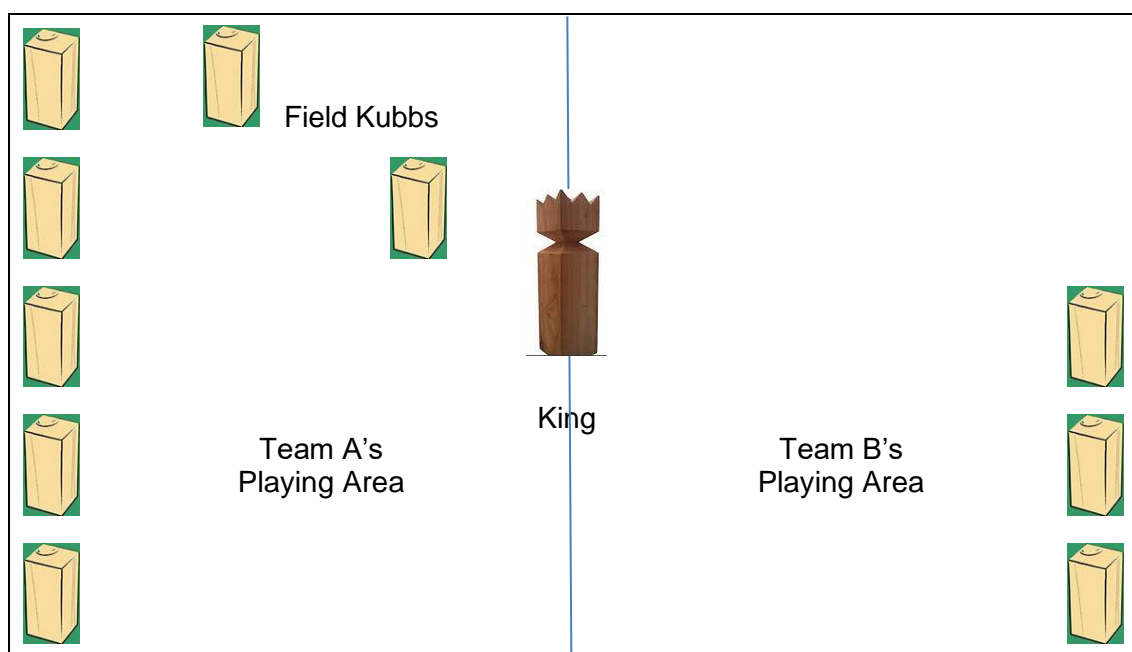 Field Kubbs
King
Team A’s
Playing Area
Team B’s
Playing Area